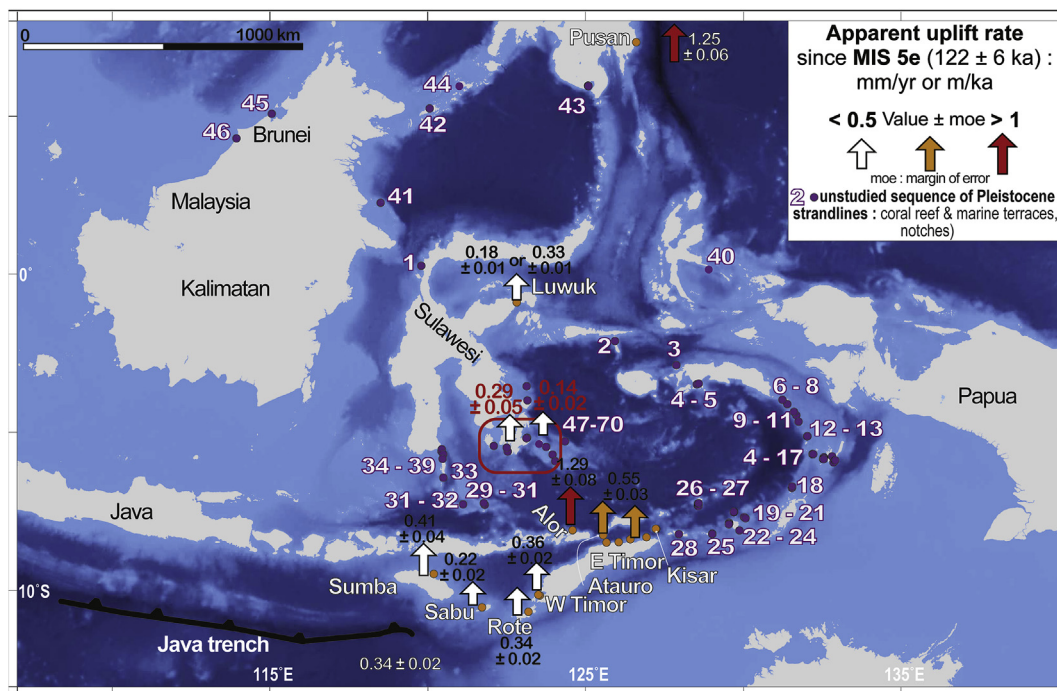 0
1000 km
Pusan
1.25
± 0.06
Apparent uplift rate
since MIS 5e (122 ± 6 ka) :
mm/yr or m/ka
< 0.5 Value ± moe > 1
moe : margin of error
2 unstudied sequence of Pleistocene
strandlines : coral reef & marine terraces,
notches)
44
43
42
45
46
Brunei
Malaysia
41
40
1
0.18 or 0.33
± 0.01 ± 0.01
Luwuk
0°
Kalimatan
Sulawesi
2
3
4 - 5
6 - 8
9 - 11
12 - 13
Papua
0.29
± 0.05
0.14
± 0.02
47-70
4 - 17
34 - 39
33
1.29
± 0.08
0.55
± 0.03
18
31 - 32
29 - 31
26 - 27
19 - 21
Java
Alor
22 - 24
0.41
± 0.04
0.36
± 0.02
28
25
E Timor
Kisar
0.22
± 0.02
Sumba
Atauro
10°S
Sabu
W Timor
Rote
Java trench
0.34
± 0.02
0.34 ± 0.02
115°E
125°E
135°E